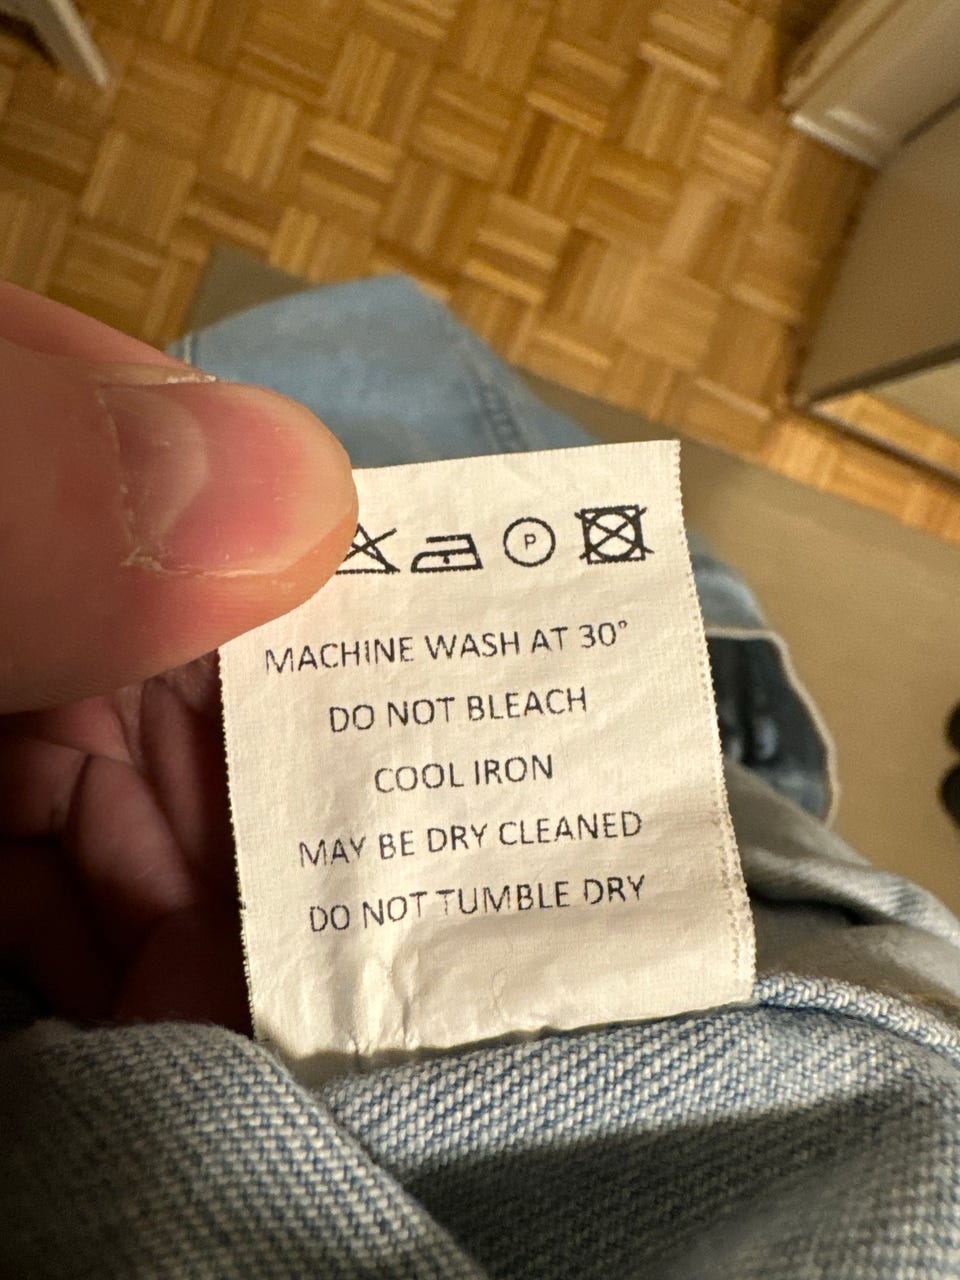 P
MACHINE WASH AT 30°
DO NOT BLEACH
COOL IRON
MAY BE DRY CLEANED
DO NOT TUMBLE DRY